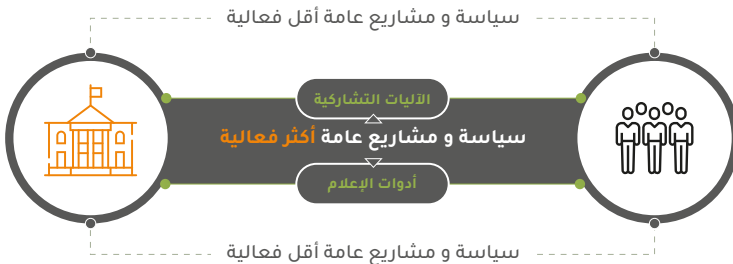 سياسة و مشاريع عامة أقل فعالية
الآليات التشاركية
سياسة و مشاريع عامة أكثر فعالية
أدوات الإعلام
سياسة و مشاريع عامة أقل فعالية